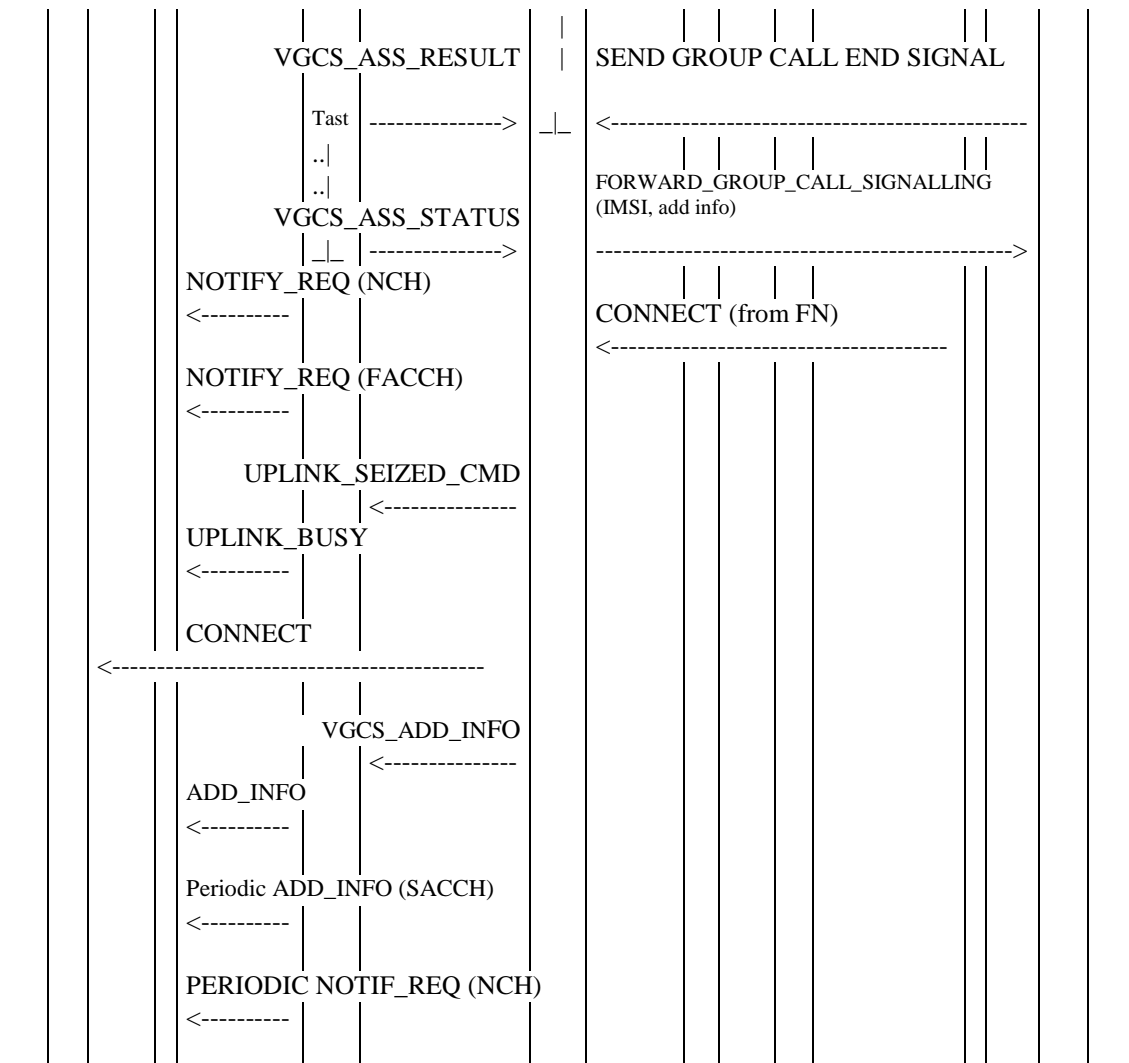 VGCS_ASS_RESULT
SEND GROUP CALL END SIGNAL
Tast
FORWARD_GROUP_CALL_SIGNALLING
(IMSI, add info)
VGCS_ASS_STATUS
NOTIFY_REQ (NCH)
CONNECT (from FN)
NOTIFY_REQ (FACCH)
UPLINK_SEIZED_CMD
UPLINK_BUSY
CONNECT
VGCS_ADD_INFO
ADD_INFO
Periodic ADD_INFO (SACCH)
PERIODIC NOTIF_REQ (NCH)